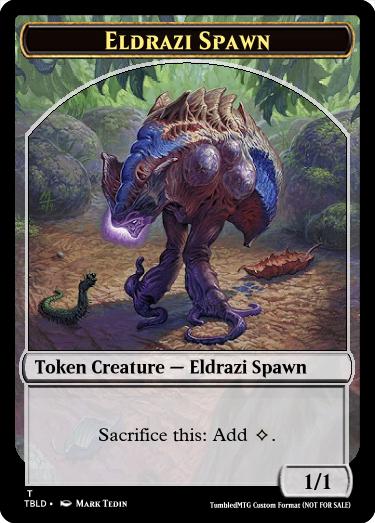 Eldrazi Spawn
Token Creature — Eldrazi Spawn
Sacrifice this: Add ⟡.
1/1
T
TBLD • Mark Tedin
TumbledMTG Custom Format (NOT FOR SALE)